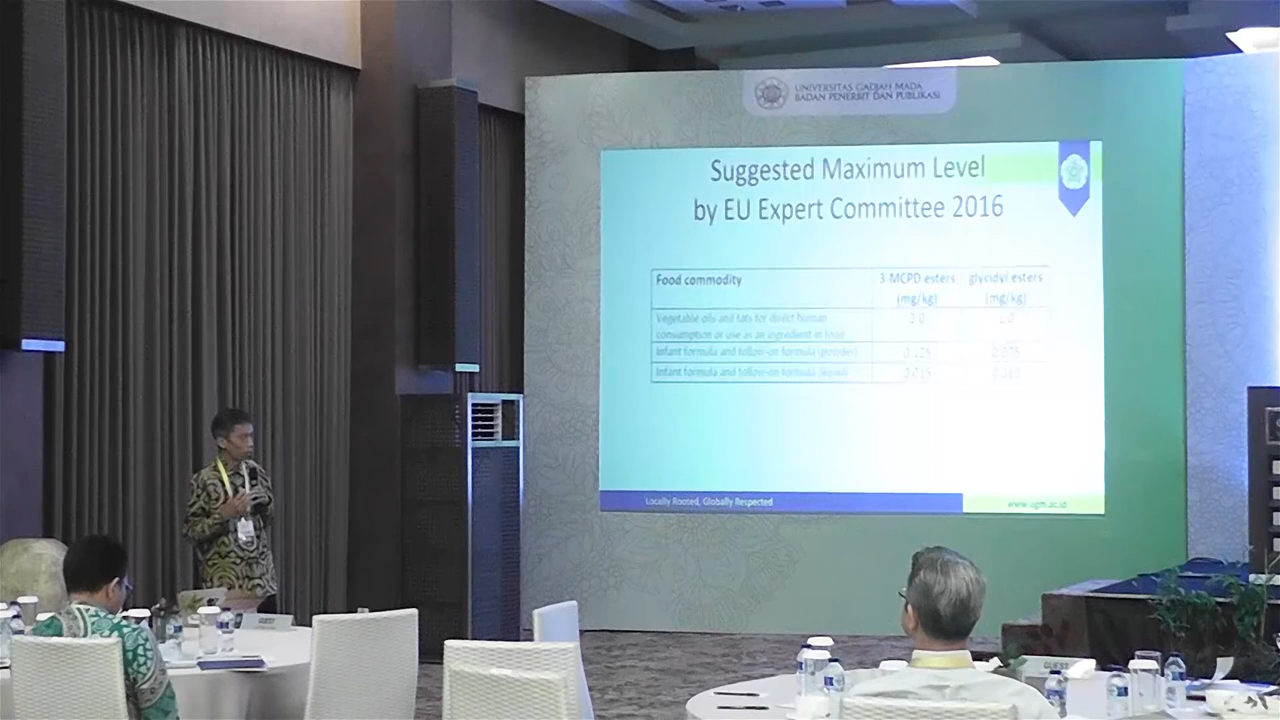 UNIVERSITAS GADJAH MADA
BADAN PENERBIT DAN PUBLIKASI
Suggested Maximum Level
by EU Expert Committee 2016
Food commodity 3-MCPD esters glycidyl esters
(mg/kg) (mg/kg)
Vegetable oils and fats for direct human
consumption or use as an ingredient in food
Infant formula and follow-on formula (powder)
Infant formula and follow-on formula (liquid)
Locally Rooted, Globally Respected
www.ugm.ac.id
GUEST
GUEST